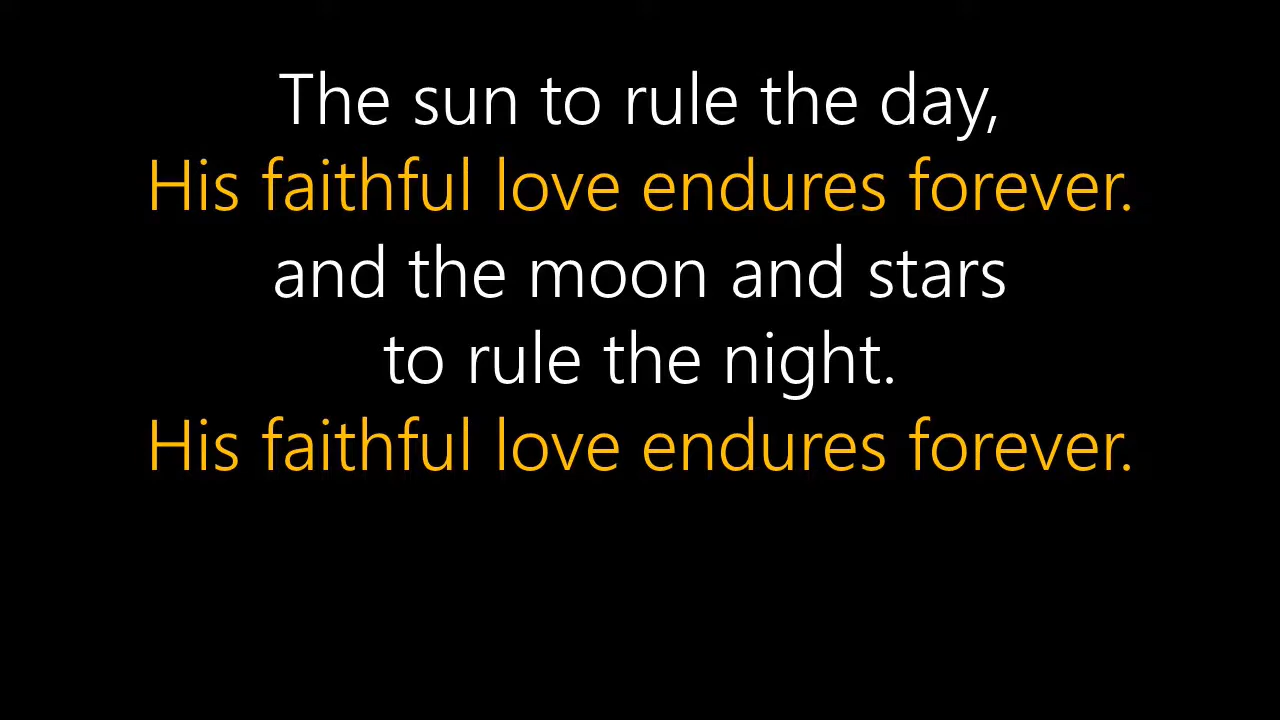 The sun to rule the day,
His faithful love endures forever.
and the moon and stars
to rule the night.
His faithful love endures forever.